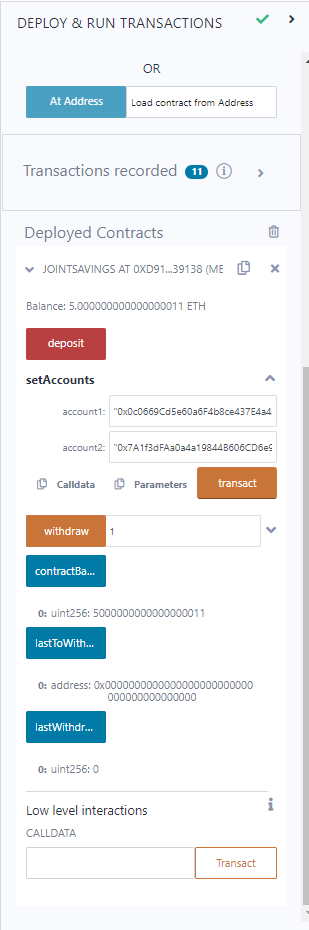 DEPLOY & RUN TRANSACTIONS
OR
At Address Load contract from Address
Transactions recorded 11 i
Deployed Contracts
JOINTSAVINGS AT 0XD91...39138 (ME
Balance: 5.000000000000000011 ETH
deposit
setAccounts
account1: "0x0c0669Cd5e60a6F4b8ce437E4a4
account2: "0x7A1f3dFAa0a4a19844B606CD6e9
Calldata Parameters transact
withdraw 1
contractBa...
0: uint256: 5000000000000000011
lastToWith...
0: address: 0x0000000000000000000000000
000000000000000
lastWithdr...
0: uint256: 0
Low level interactions i
CALLDATA
Transact